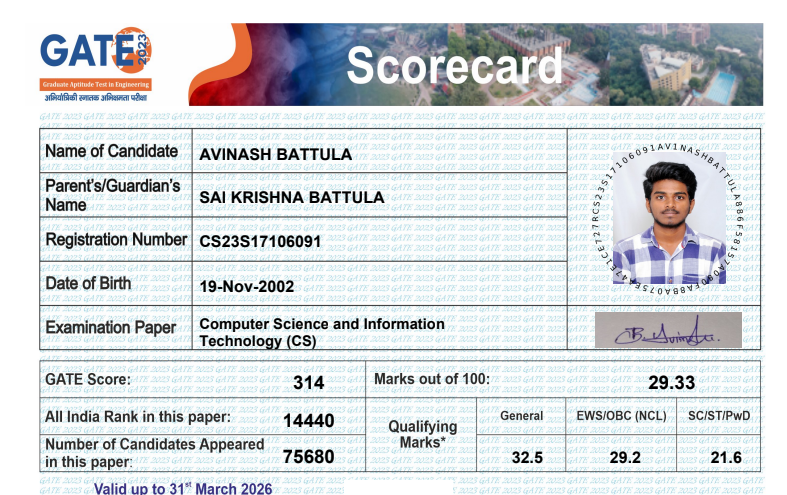 GATE 2023
Graduate Aptitude Test in Engineering
अभियांत्रिकी स्नातक अभिक्षमता परीक्षा
Scorecard
Name of Candidate AVINASH BATTULA
Parent's/Guardian's Name SAI KRISHNA BATTULA
Registration Number CS23S17106091
Date of Birth 19-Nov-2002
Examination Paper Computer Science and Information
Technology (CS)
GATE Score: 314 Marks out of 100: 29.33
All India Rank in this paper: 14440
Number of Candidates Appeared
in this paper: 75680
Qualifying
Marks*
General EWS/OBC (NCL) SC/ST/PwD
32.5 29.2 21.6
Valid up to 31st March 2026